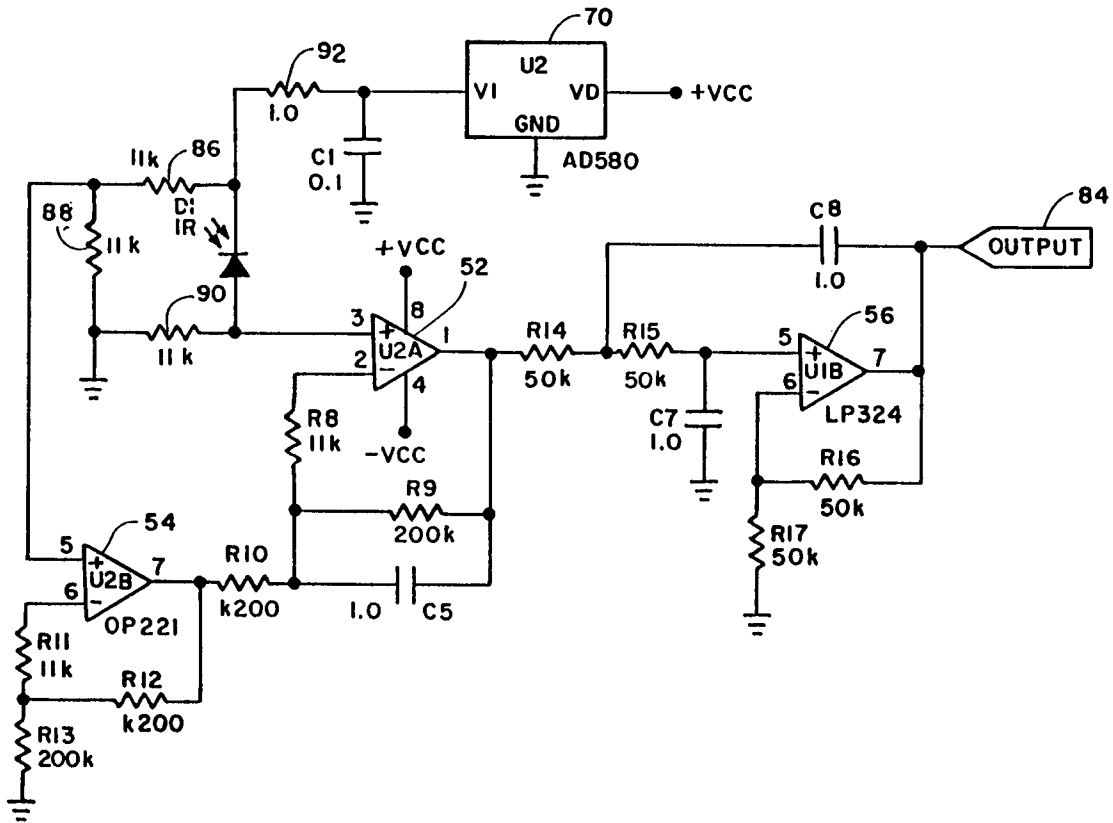 70
92
U2
VI
VD
+VCC
1.0
GND
AD580
C1
0.1
11k
86
D1
IR
88
11k
84
C8
OUTPUT
1.0
+VCC
52
90
8
3
+
U2A
1
2
-
4
11k
R14
50k
R15
50k
56
5
+
U1B
7
6
-
LP324
C7
1.0
R8
11k
-VCC
R9
200k
R16
50k
R17
50k
54
5
+
U2B
7
6
-
OP221
R10
k200
1.0
C5
R11
11k
R12
k200
R13
200k